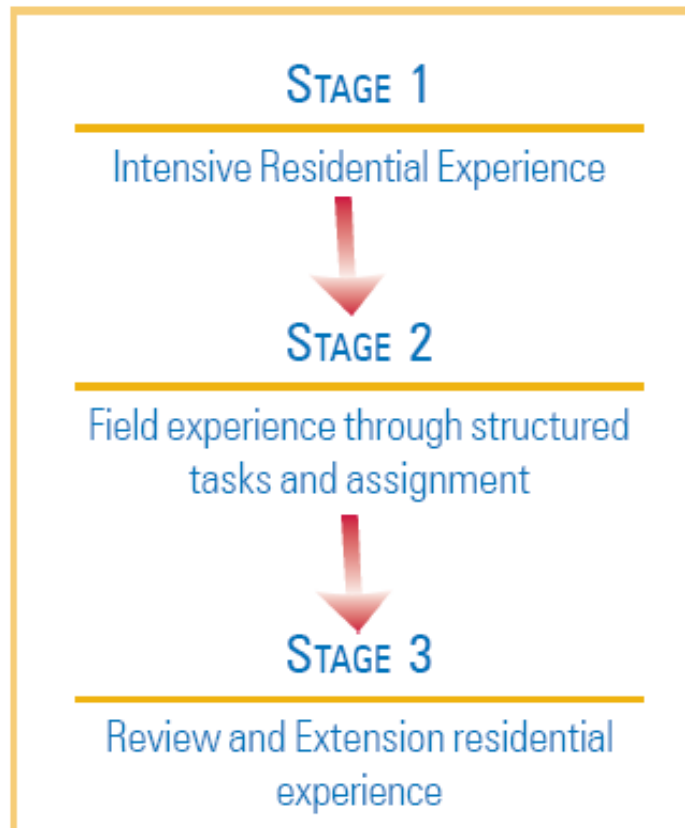 STAGE 1
Intensive Residential Experience
STAGE 2
Field experience through structured
tasks and assignment
STAGE 3
Review and Extension residential
experience